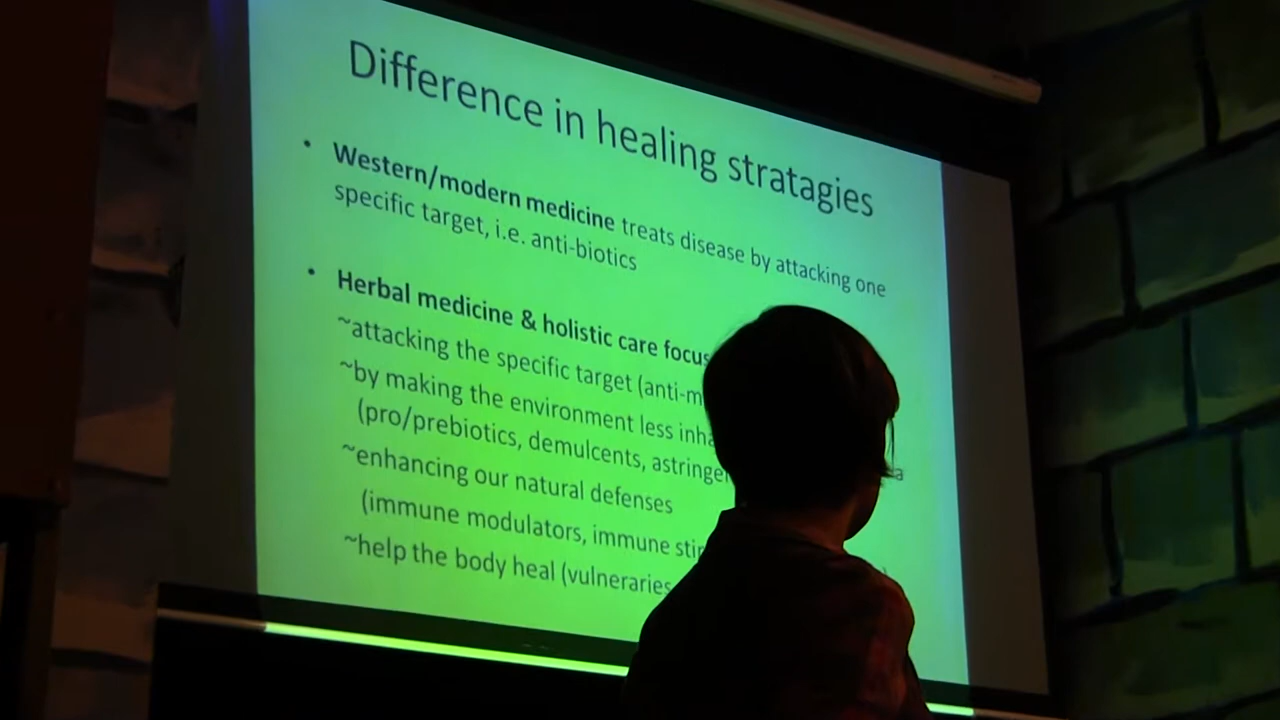 Difference in healing stratagies
• Western/modern medicine treats disease by attacking one
specific target, i.e. anti-biotics
• Herbal medicine & holistic care
~attacking the specific target
~by making the environment less
(pro/prebiotics, demulcents,
~enhancing our natural defenses
(immune modulators, immune
~help the body heal (vulneraries